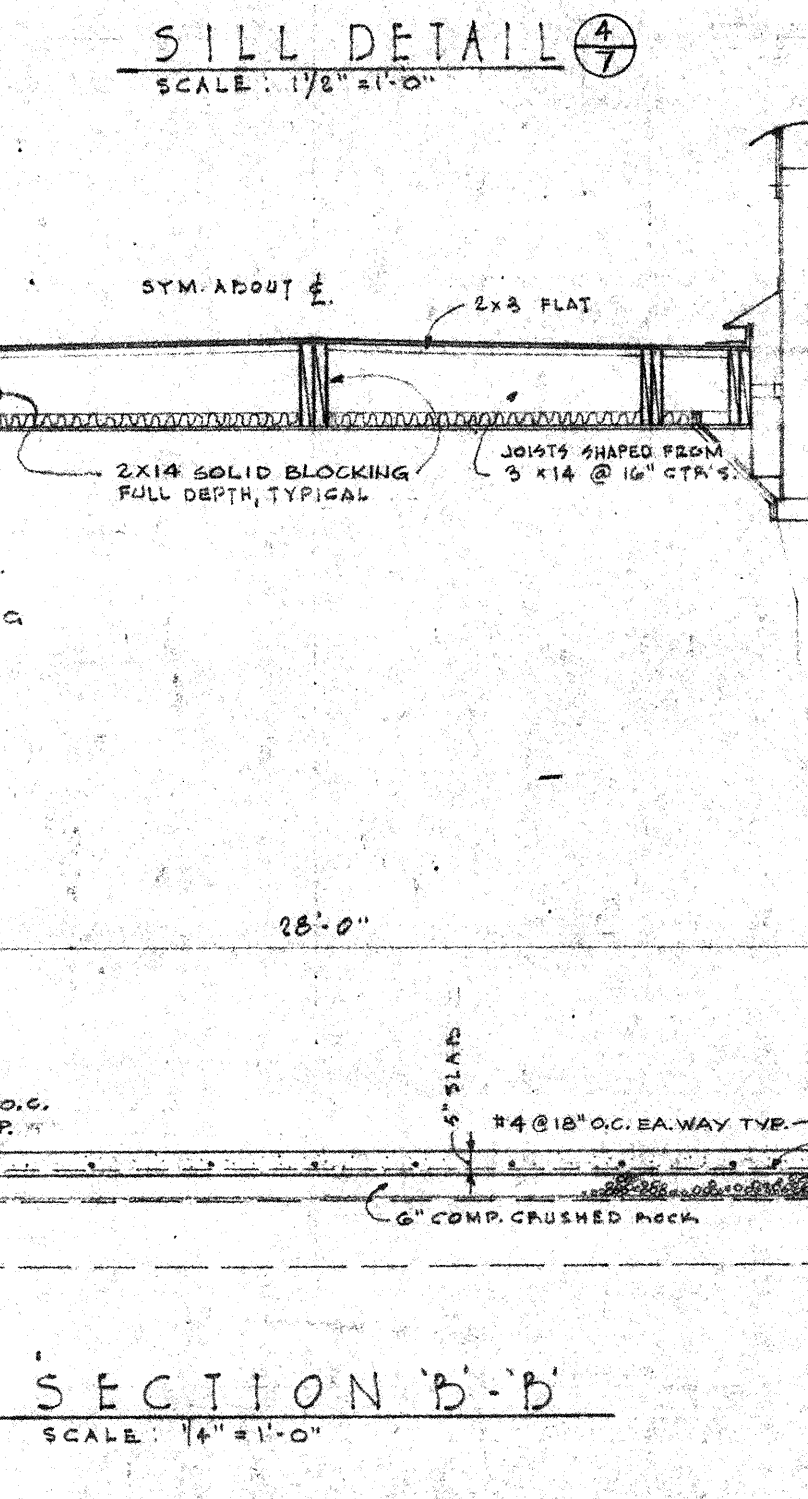 SILL DETAIL 4/7
SCALE: 1 1/2" = 1'-0"
SYM. ABOUT ℄
2x3 FLAT
2X14 SOLID BLOCKING
FULL DEPTH, TYPICAL
JOISTS SHAPED FROM
3 x14 @ 16" CTR'S.
G
28'-0"
5" SLAB
O.C.
P.
#4 @ 18" O.C. EA. WAY TYP.
6" COMP. CRUSHED ROCK
SECTION 'B'-'B'
SCALE: 1/4" = 1'-0"